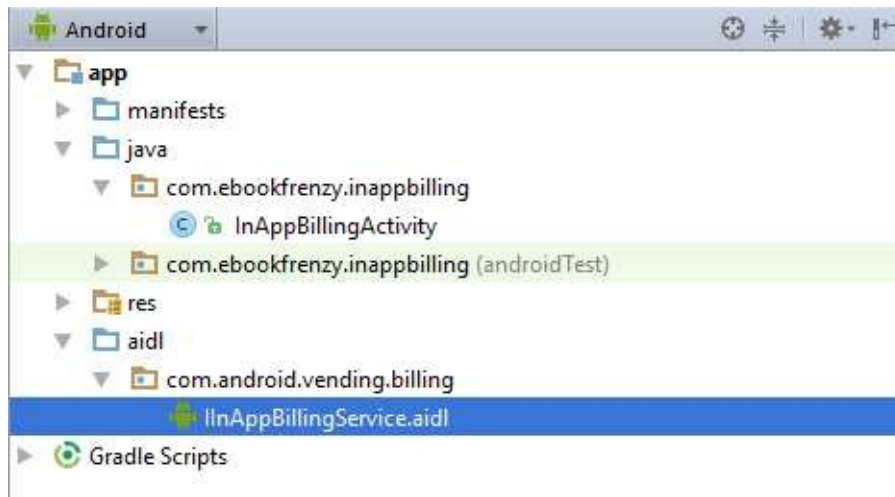 Android
app
manifests
java
com.ebookfrenzy.inappbilling
InAppBillingActivity
com.ebookfrenzy.inappbilling (androidTest)
res
aidl
com.android.vending.billing
IInAppBillingService.aidl
Gradle Scripts